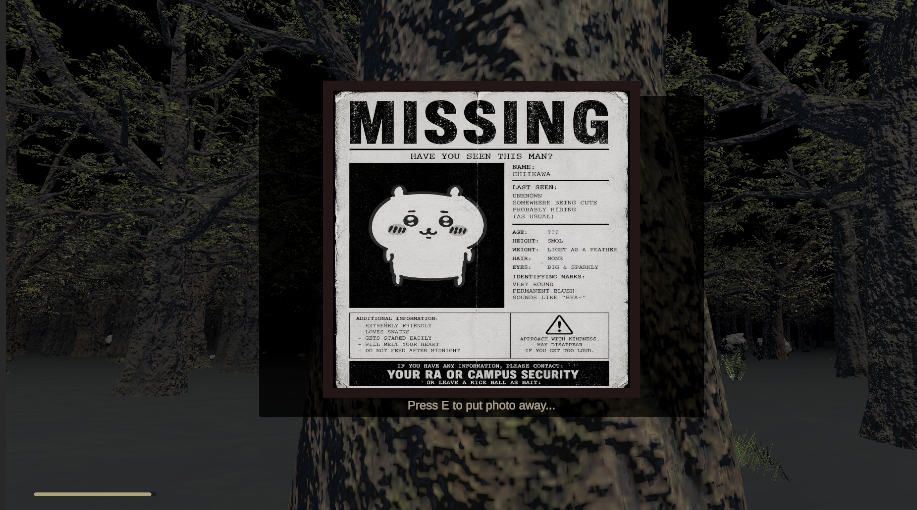 MISSING
HAVE YOU SEEN THIS MAN?
NAME:
CHIIKAWA
LAST SEEN:
UNKNOWN
SOMEWHERE BEING CUTE
PROBABLY HIDING
(AS USUAL)
AGE: ???
HEIGHT: SMOL
WEIGHT: LIGHT AS A FEATHER
HAIR: NONE
EYES: BIG & SPARKLY
IDENTIFYING MARKS:
VERY ROUND
PERMANENT BLUSH
SOUNDS LIKE "HYA~"
ADDITIONAL INFORMATION:
- EXTREMELY FRIENDLY
- LOVES SNACKS
- GETS SCARED EASILY
- WILL MELT YOUR HEART
- DO NOT FEED AFTER MIDNIGHT
APPROACH WITH KINDNESS.
MAY DISAPPEAR
IF YOU GET TOO LOUD.
IF YOU HAVE ANY INFORMATION, PLEASE CONTACT:
YOUR RA OR CAMPUS SECURITY
OR LEAVE A RICE BALL AS BAIT.
Press E to put photo away...